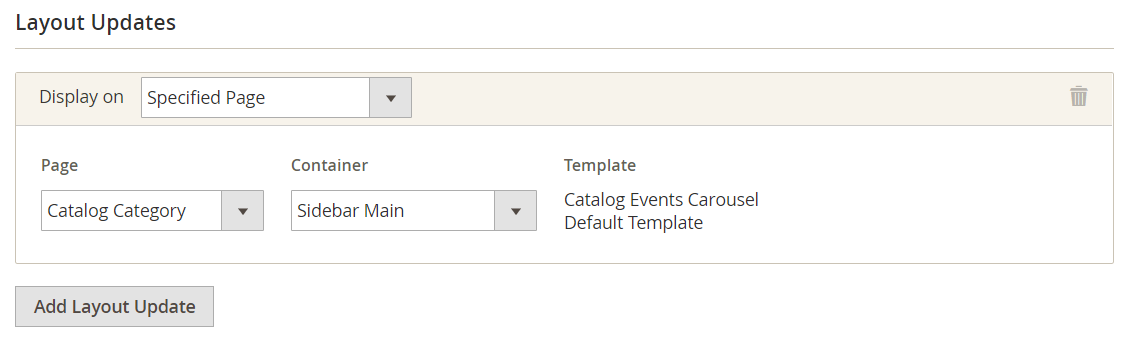 Layout Updates
Display on Specified Page
Page Container Template
Catalog Category Sidebar Main Catalog Events Carousel
Default Template
Add Layout Update